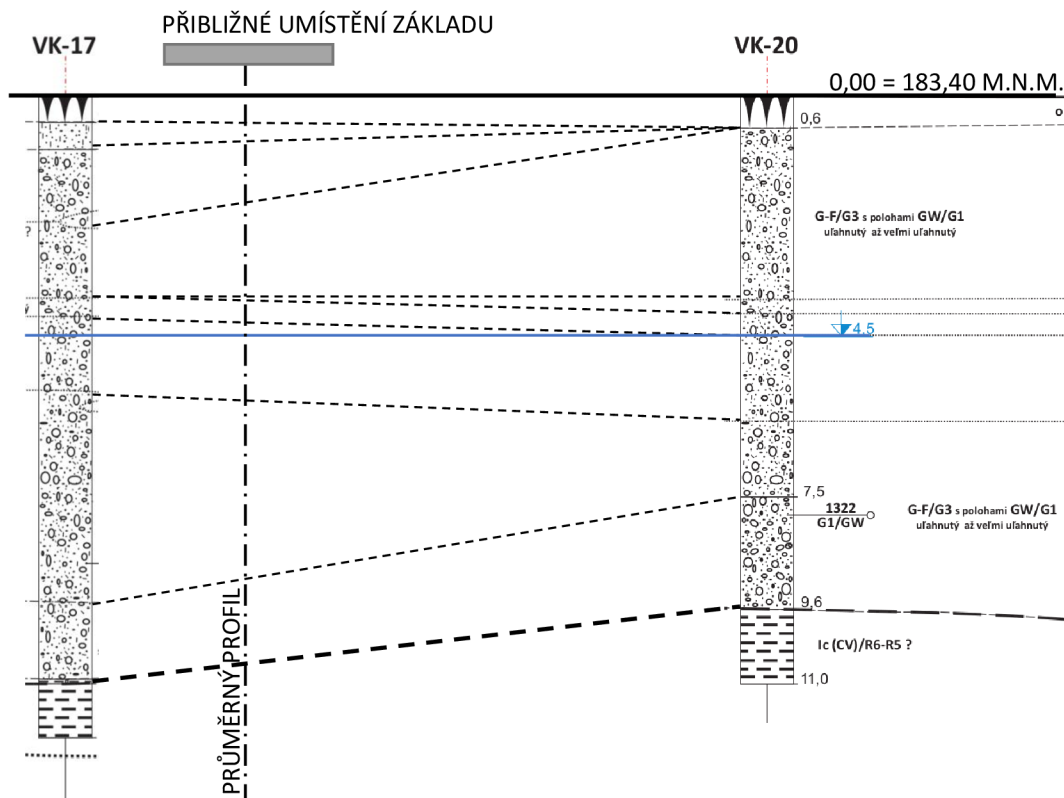 PŘIBLIŽNÉ UMÍSTĚNÍ ZÁKLADU
VK-17
VK-20
0,00 = 183,40 M.N.M.
0,6
G-F/G3 s polohami GW/G1
uľahnutý až veľmi uľahnutý
?
4.5
7,5
1322
G1/GW
G-F/G3 s polohami GW/G1
uľahnutý až veľmi uľahnutý
9,6
Ic (CV)/R6-R5 ?
11,0
PRŮMĚRNÝ PROFIL